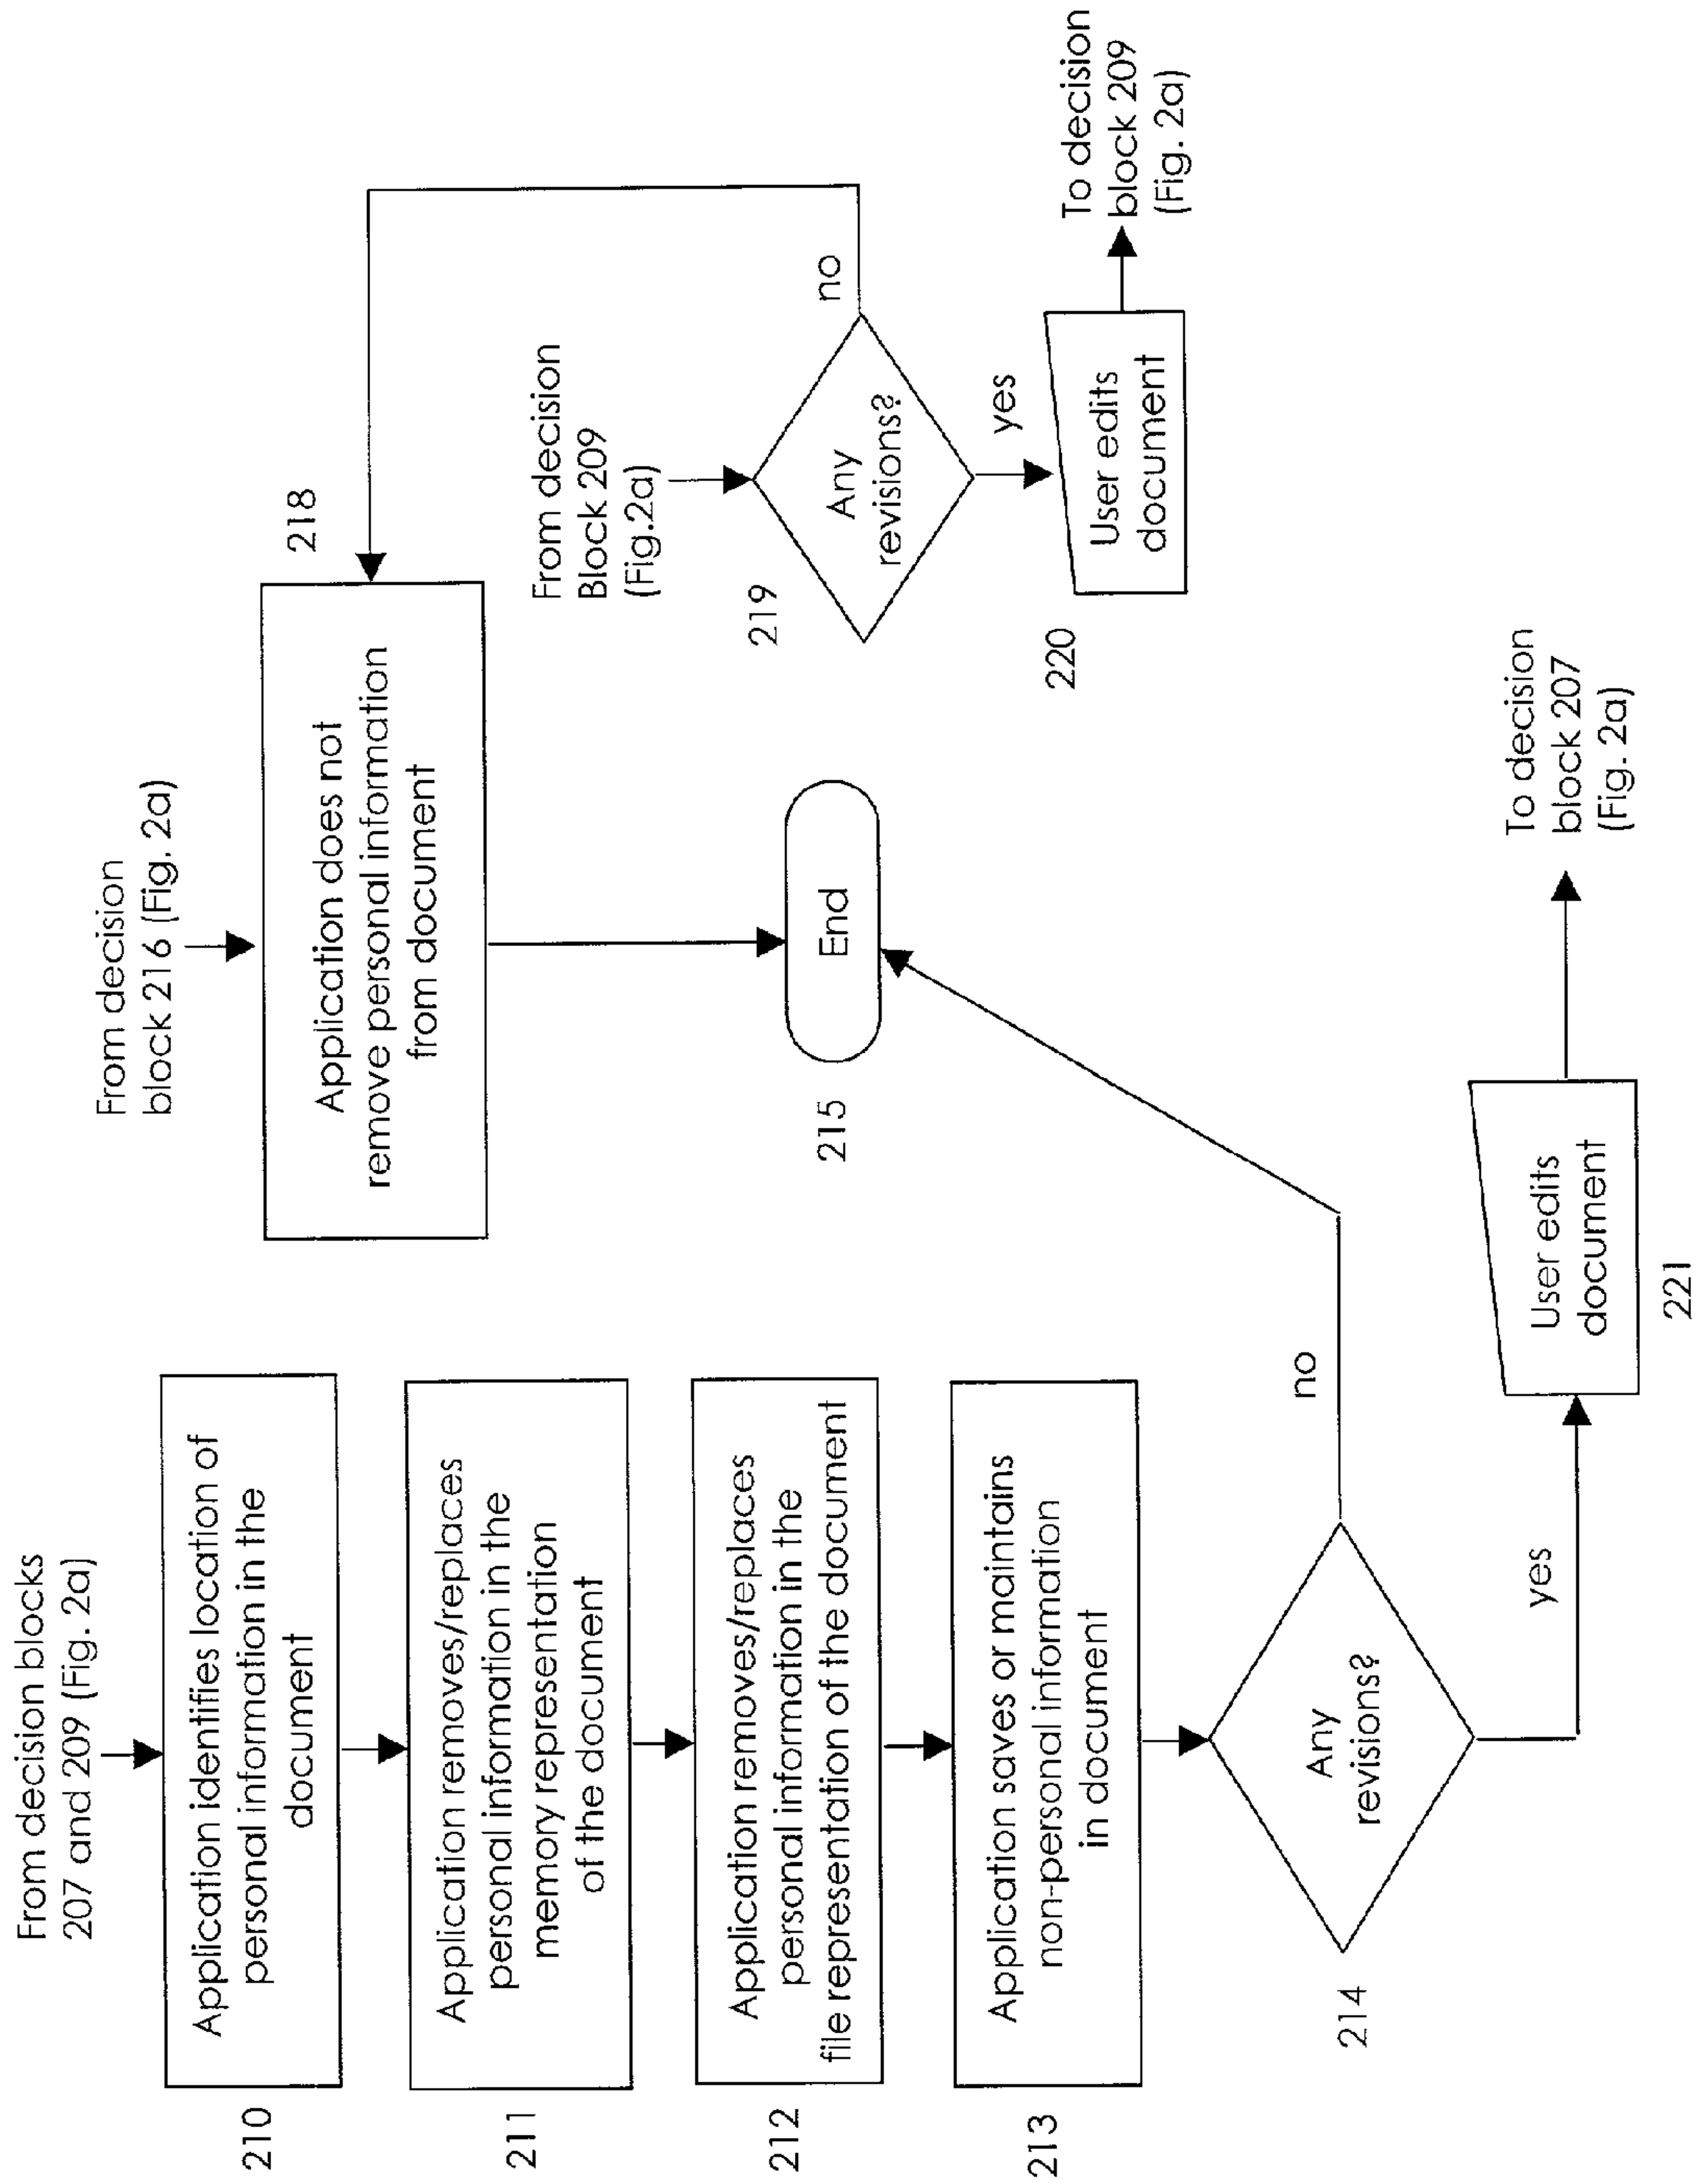 From decision blocks
207 and 209 (Fig. 2a)
210
Application identifies location of
personal information in the
document
211
Application removes/replaces
personal information in the
memory representation
of the document
212
Application removes/replaces
personal information in the
file representation of the document
213
Application saves or maintains
non-personal information
in document
214
Any
revisions?
no
yes
User edits
document
221
To decision
block 207
(Fig. 2a)
From decision
block 216 (Fig. 2a)
Application does not
remove personal information
from document
218
215
End
From decision
Block 209
(Fig.2a)
219
Any
revisions?
no
yes
220
User edits
document
To decision
block 209
(Fig. 2a)